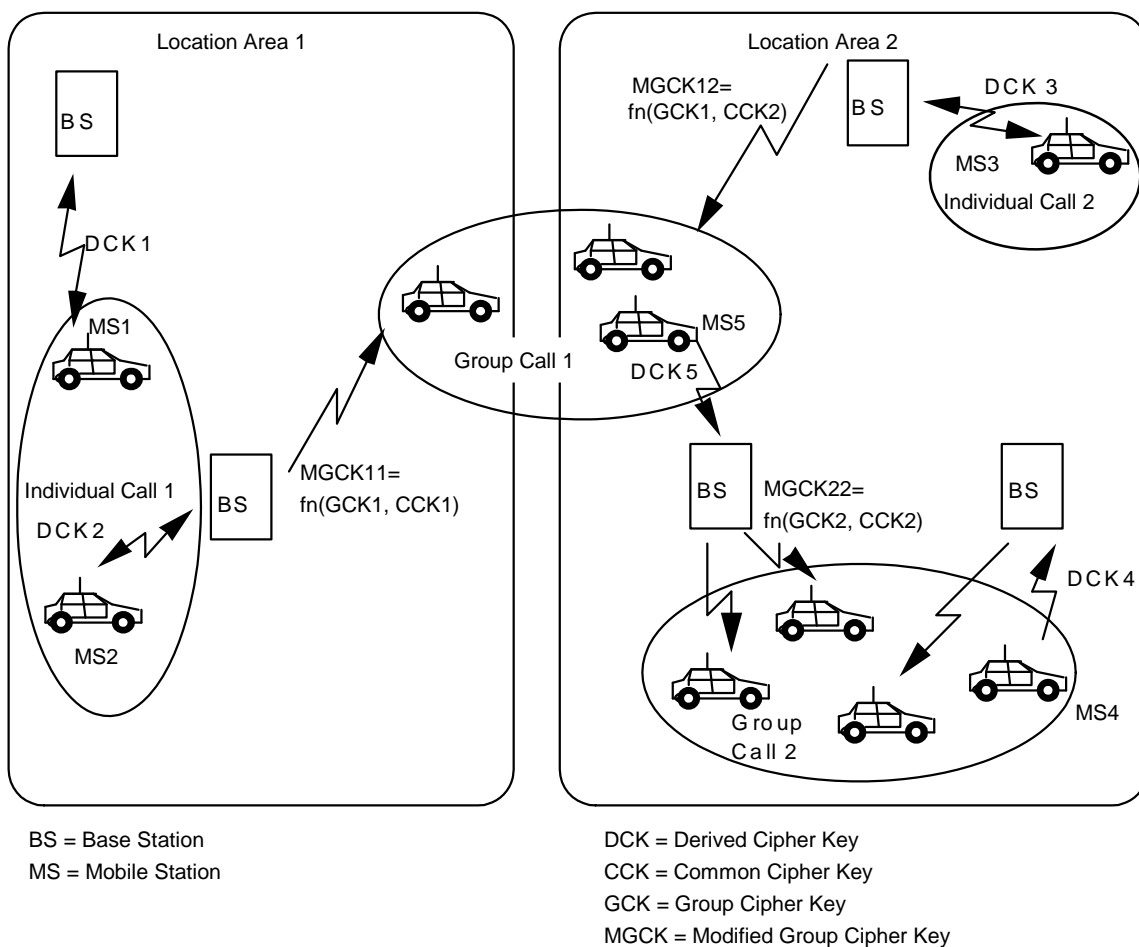 Location Area 1
BS
DCK1
MS1
Individual Call 1
DCK2
MS2
BS
MGCK11=
fn(GCK1, CCK1)
Group Call 1
Location Area 2
MGCK12=
fn(GCK1, CCK2)
BS
DCK 3
MS3
Individual Call 2
MS5
DCK5
BS
MGCK22=
fn(GCK2, CCK2)
BS
DCK4
MS4
Group
Call 2
BS = Base Station
MS = Mobile Station
DCK = Derived Cipher Key
CCK = Common Cipher Key
GCK = Group Cipher Key
MGCK = Modified Group Cipher Key